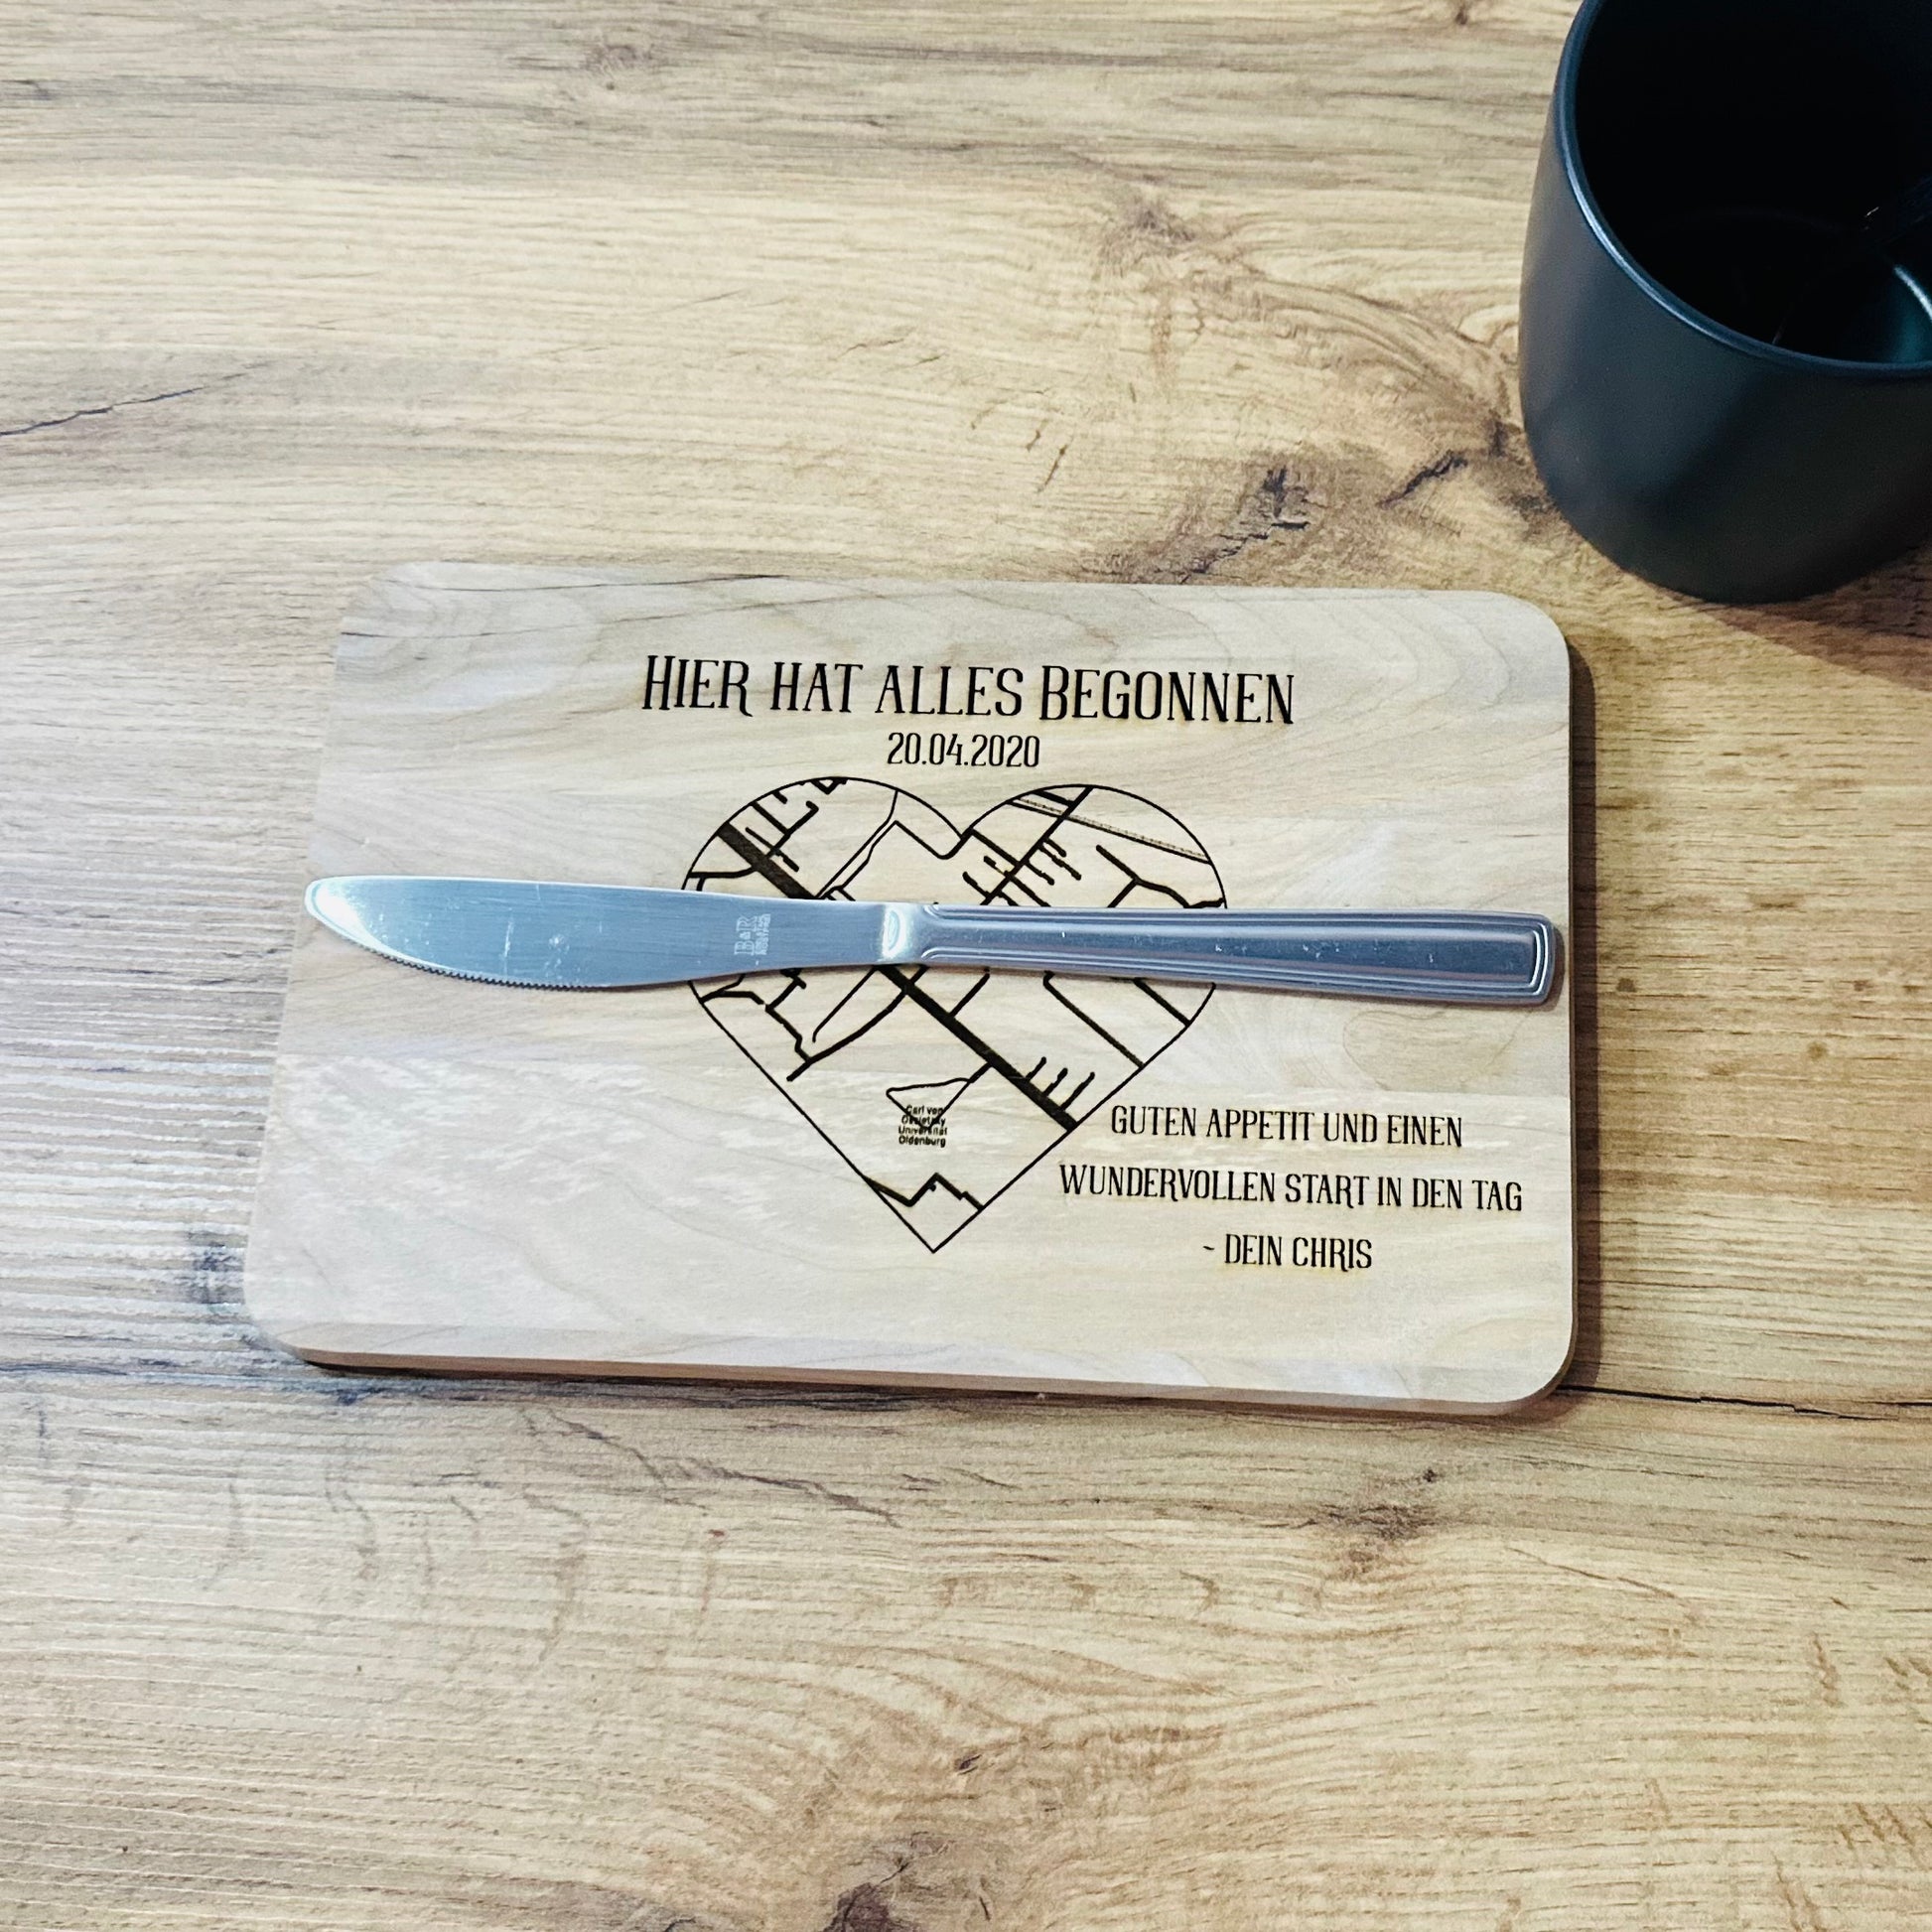 HIER HAT ALLES BEGONNEN
20.04.2020
Carl von
Universität
Oldenburg
GUTEN APPETIT UND EINEN
WUNDERVOLLEN START IN DEN TAG
~ DEIN CHRIS